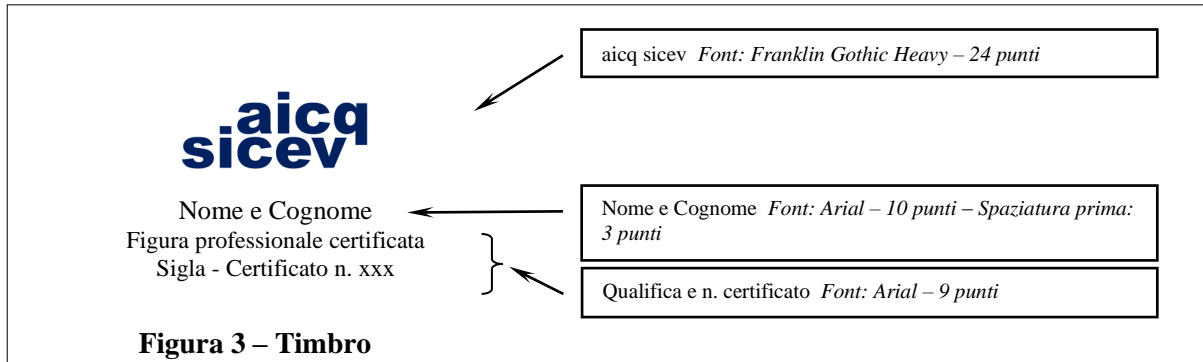 aicq sicev Font: Franklin Gothic Heavy – 24 punti
aicq
sicev
Nome e Cognome
Figura professionale certificata
Sigla - Certificato n. xxx
Nome e Cognome Font: Arial – 10 punti – Spaziatura prima:
3 punti
Qualifica e n. certificato Font: Arial – 9 punti
Figura 3 – Timbro